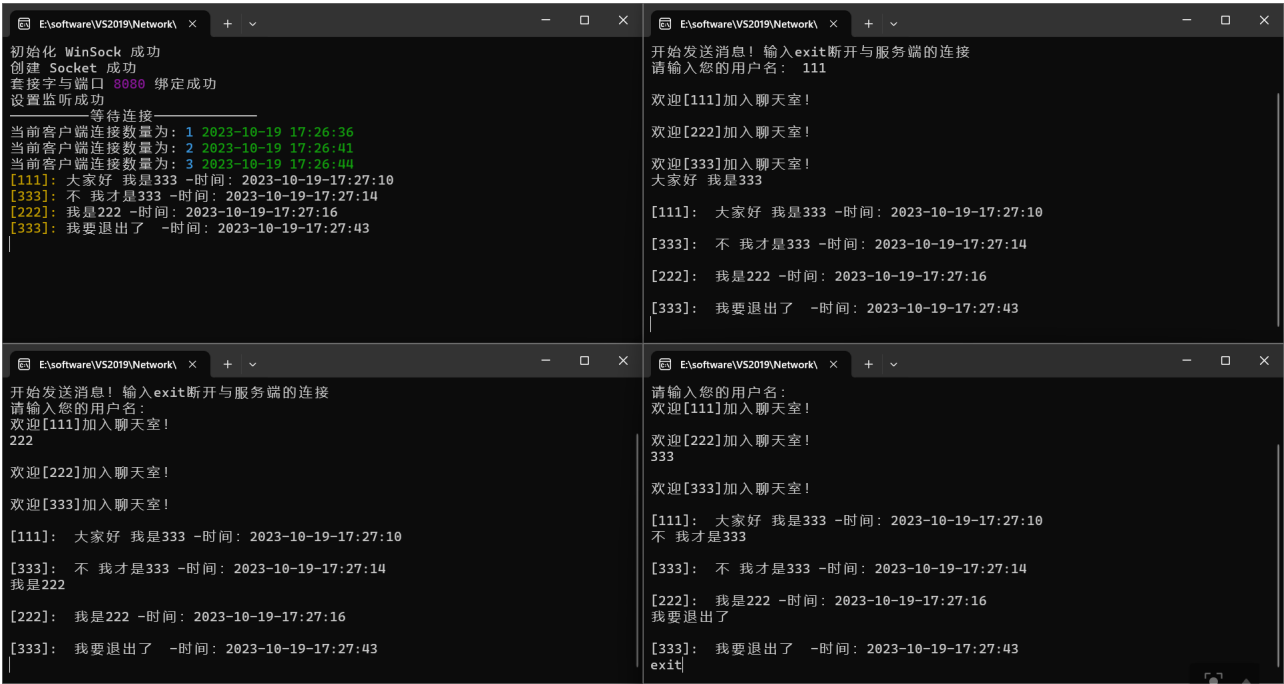 E:\software\VS2019\Network\
初始化 WinSock 成功
创建 Socket 成功
套接字与端口 8080 绑定成功
设置监听成功
——————等待连接——————
当前客户端连接数量为: 1 2023-10-19 17:26:36
当前客户端连接数量为: 2 2023-10-19 17:26:41
当前客户端连接数量为: 3 2023-10-19 17:26:44
[111]: 大家好 我是333 -时间: 2023-10-19-17:27:10
[333]: 不 我才是333 -时间: 2023-10-19-17:27:14
[222]: 我是222 -时间: 2023-10-19-17:27:16
[333]: 我要退出了  -时间: 2023-10-19-17:27:43
E:\software\VS2019\Network\
开始发送消息! 输入exit断开与服务端的连接
请输入您的用户名:  111
欢迎[111]加入聊天室!
欢迎[222]加入聊天室!
欢迎[333]加入聊天室!
大家好 我是333
[111]:  大家好 我是333 -时间: 2023-10-19-17:27:10
[333]:  不 我才是333 -时间: 2023-10-19-17:27:14
[222]:  我是222 -时间: 2023-10-19-17:27:16
[333]:  我要退出了  -时间: 2023-10-19-17:27:43
E:\software\VS2019\Network\
开始发送消息! 输入exit断开与服务端的连接
请输入您的用户名:
欢迎[111]加入聊天室!
222
欢迎[222]加入聊天室!
欢迎[333]加入聊天室!
[111]:  大家好 我是333 -时间: 2023-10-19-17:27:10
[333]:  不 我才是333 -时间: 2023-10-19-17:27:14
我是222
[222]:  我是222 -时间: 2023-10-19-17:27:16
[333]:  我要退出了  -时间: 2023-10-19-17:27:43
E:\software\VS2019\Network\
请输入您的用户名:
欢迎[111]加入聊天室!
欢迎[222]加入聊天室!
333
欢迎[333]加入聊天室!
[111]:  大家好 我是333 -时间: 2023-10-19-17:27:10
不 我才是333
[333]:  不 我才是333 -时间: 2023-10-19-17:27:14
[222]:  我是222 -时间: 2023-10-19-17:27:16
我要退出了
[333]:  我要退出了  -时间: 2023-10-19-17:27:43
exit